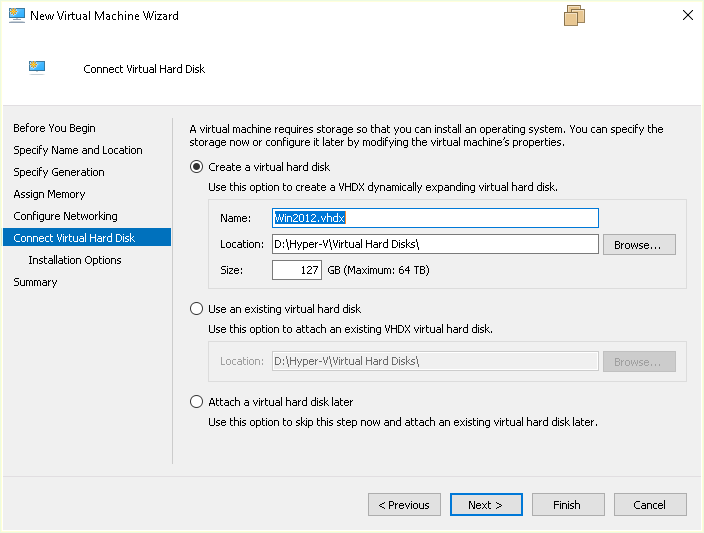 New Virtual Machine Wizard
Connect Virtual Hard Disk
Before You Begin
Specify Name and Location
Specify Generation
Assign Memory
Configure Networking
Connect Virtual Hard Disk
Installation Options
Summary
A virtual machine requires storage so that you can install an operating system. You can specify the
storage now or configure it later by modifying the virtual machine's properties.
Create a virtual hard disk
Use this option to create a VHDX dynamically expanding virtual hard disk.
Name: Win2012.vhdx
Location: D:\Hyper-V\Virtual Hard Disks\ Browse...
Size: 127 GB (Maximum: 64 TB)
Use an existing virtual hard disk
Use this option to attach an existing VHDX virtual hard disk.
Location: D:\Hyper-V\Virtual Hard Disks\ Browse...
Attach a virtual hard disk later
Use this option to skip this step now and attach an existing virtual hard disk later.
< Previous Next > Finish Cancel